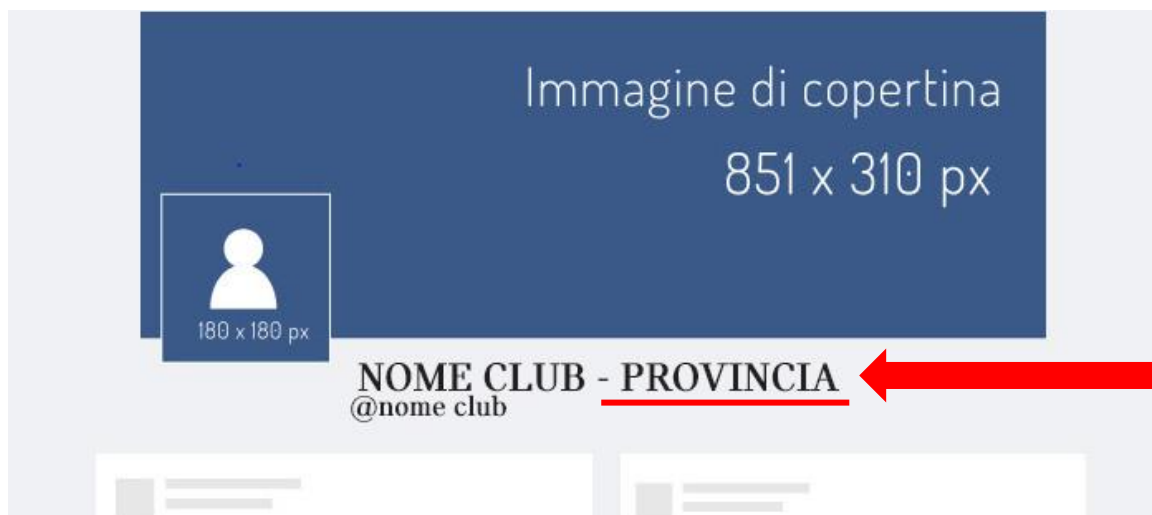 Immagine di copertina
851 x 310 px
180 x 180 px
NOME CLUB - PROVINCIA
@nome club